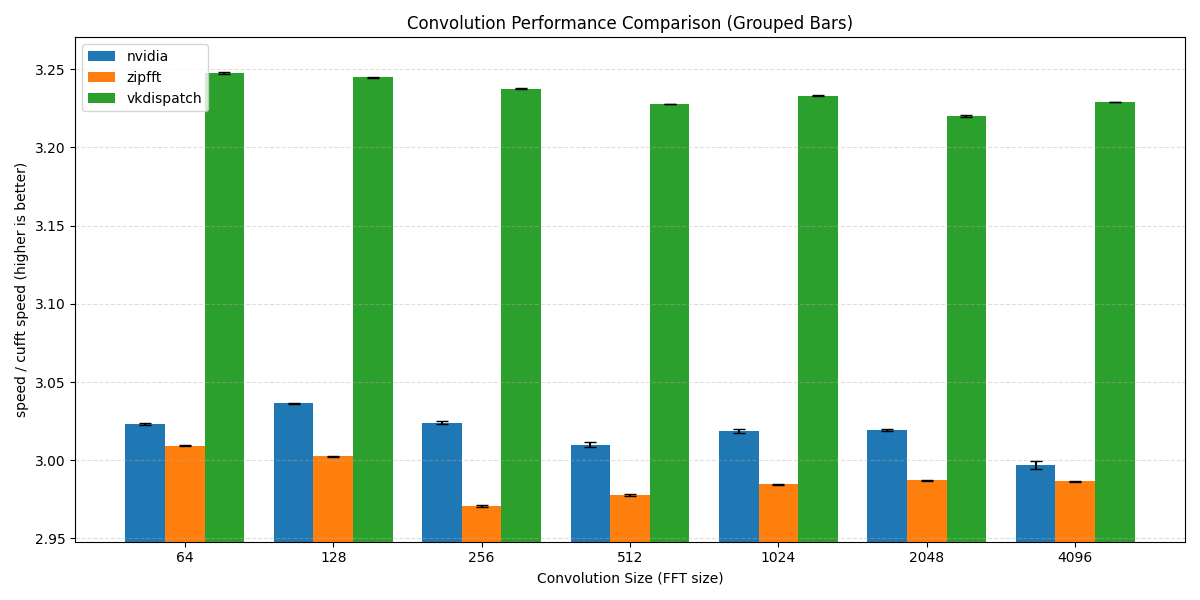 Convolution Performance Comparison (Grouped Bars)
nvidia
zipfft
vkdispatch
speed / cufft speed (higher is better)
3.25
3.20
3.15
3.10
3.05
3.00
2.95
64 128 256 512 1024 2048 4096
Convolution Size (FFT size)